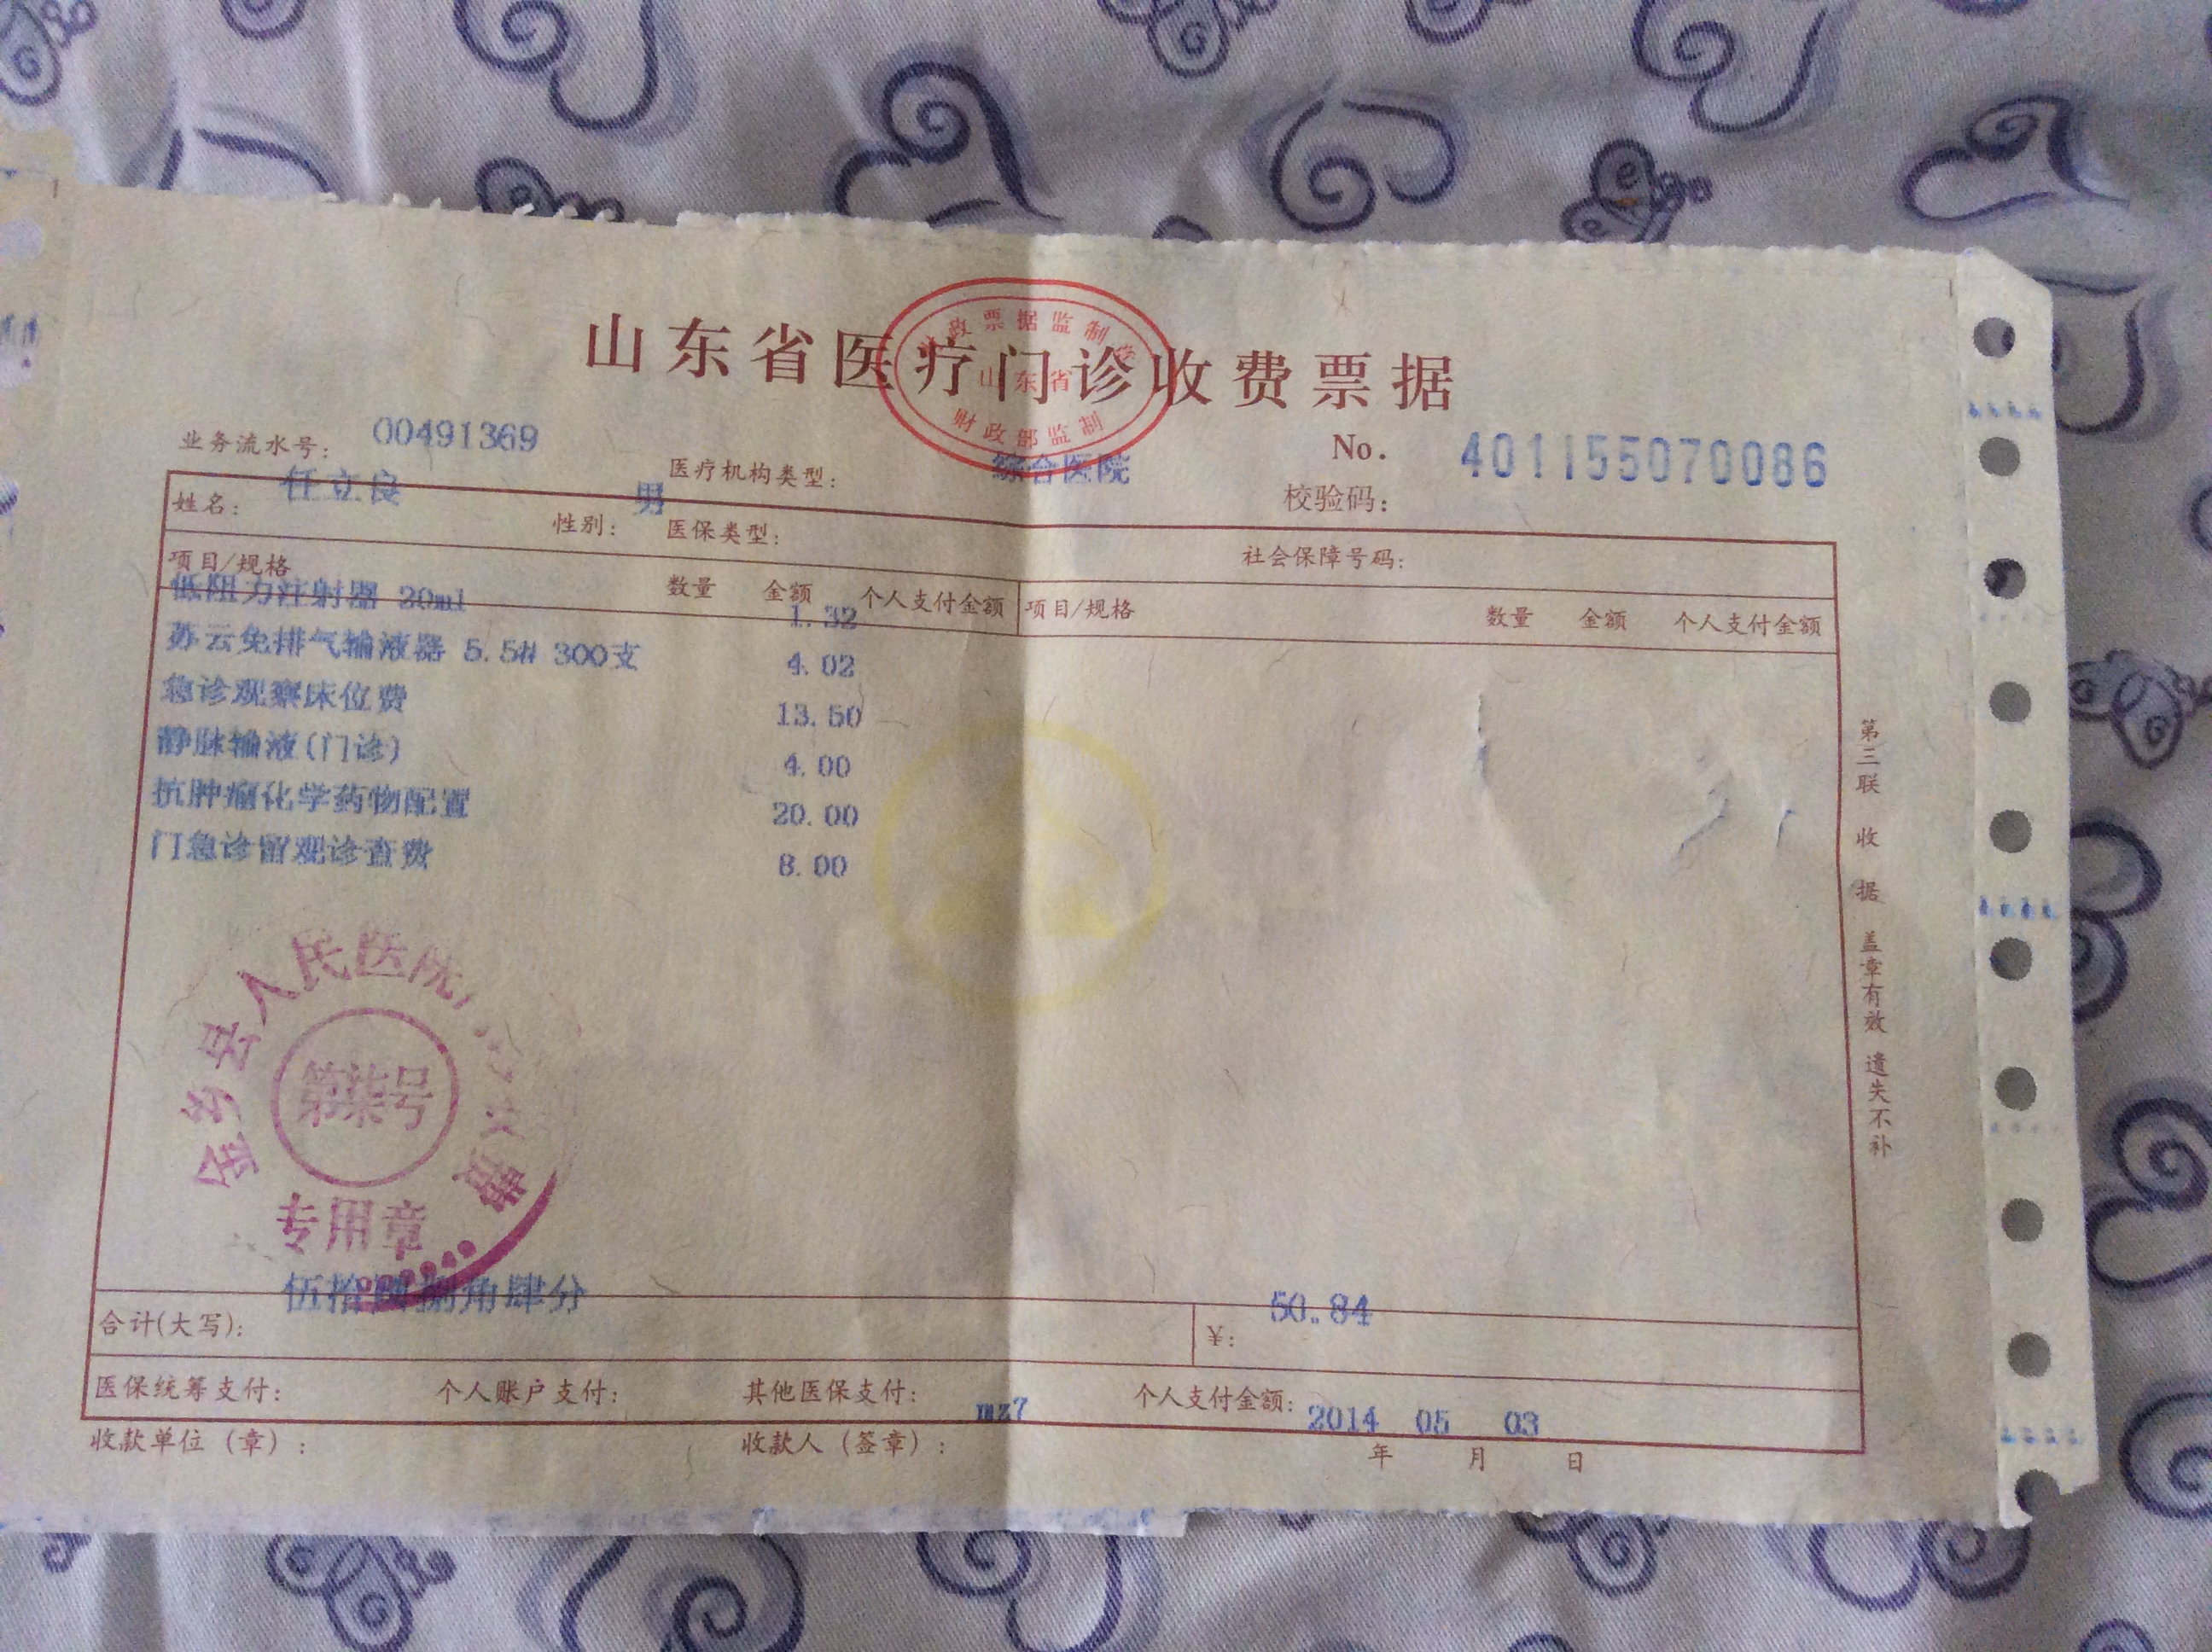 山东省医疗门诊收费票据
财政票据监制章
山东省
财政部监制
业务流水号: 00491369
医疗机构类型: 综合医院
No. 401155070086
校验码:
姓名: 任立良 性别: 男 医保类型: 社会保障号码:
项目/规格 数量 金额 个人支付金额 项目/规格 数量 金额 个人支付金额
低阻力注射器 20ml 1.32
苏云免排气输液器 5.5# 300支 4.02
急诊观察床位费 13.50
静脉输液(门诊) 4.00
抗肿瘤化学药物配置 20.00
门急诊留观诊查费 8.00
金乡县人民医院 费
第柒号
专用章
合计(大写): 伍拾圆捌角肆分 ¥: 50.84
医保统筹支付: 个人账户支付: 其他医保支付: 个人支付金额:
收款单位(章): 收款人(签章): mz7 2014 年 05 月 03 日
第三联 收据 盖章有效 遗失不补